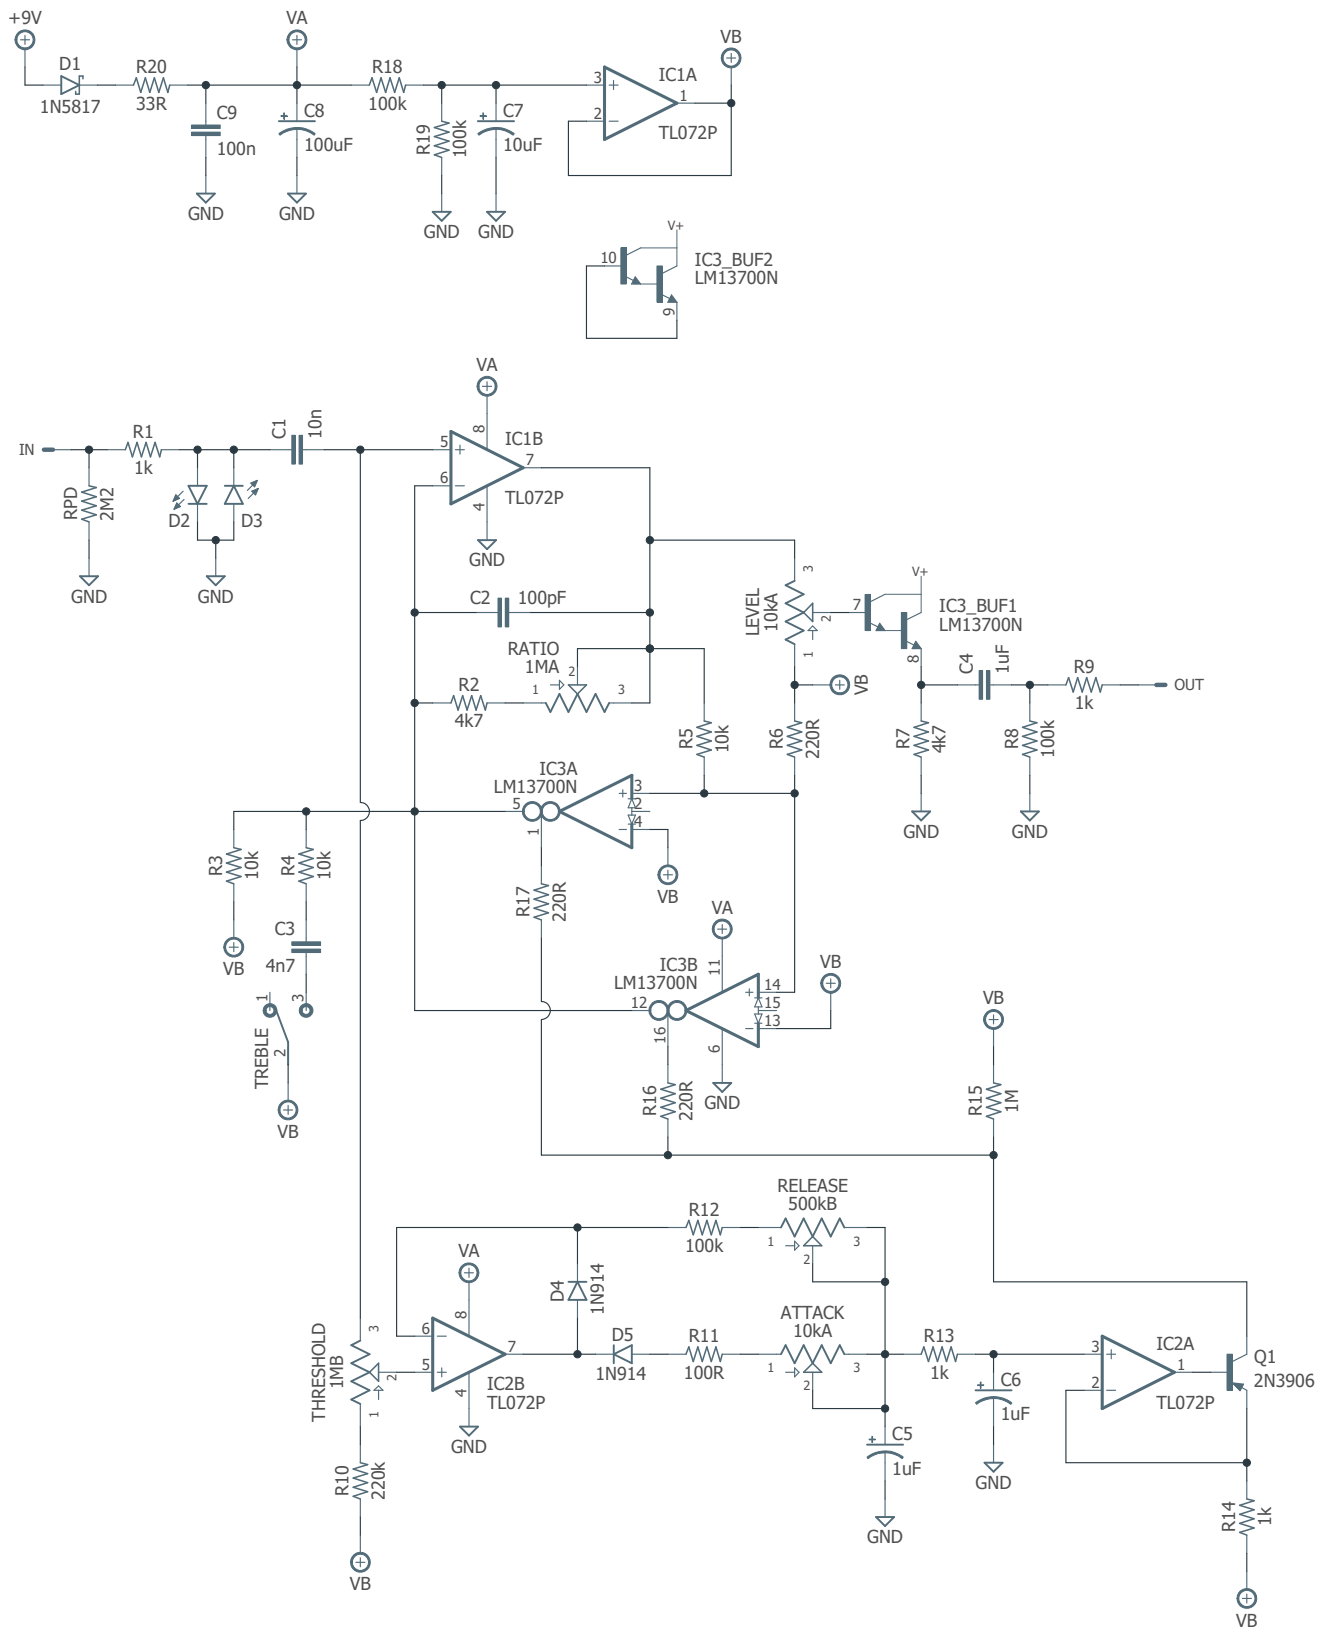 +9V
D1
1N5817
R20
33R
C9
100n
GND
VA
C8
100uF
GND
R18
100k
R19
100k
GND
C7
10uF
GND
3
+
2
−
1
IC1A
TL072P
VB
V+
10
9
IC3_BUF2
LM13700N
IN
RPD
2M2
GND
R1
1k
D2
D3
GND
C1
10n
VA
8
5
+
6
−
7
4
IC1B
TL072P
GND
C2
100pF
RATIO
1MA
1
2
3
R2
4k7
LEVEL
10kA
3
2
1
VB
V+
7
8
IC3_BUF1
LM13700N
C4
1uF
R9
1k
OUT
R5
10k
R6
220R
R7
4k7
GND
R8
100k
GND
IC3A
LM13700N
5
1
3
+
2
−
4
VB
R3
10k
VB
R4
10k
C3
4n7
1
3
2
TREBLE
VB
R17
220R
VA
11
IC3B
LM13700N
12
16
6
14
+
15
−
13
VB
GND
R16
220R
VB
R15
1M
RELEASE
500kB
1
2
3
R12
100k
VA
8
6
−
5
+
7
4
IC2B
TL072P
GND
D4
1N914
D5
1N914
R11
100R
ATTACK
10kA
1
2
3
R13
1k
C6
1uF
GND
C5
1uF
GND
3
+
2
−
1
IC2A
TL072P
Q1
2N3906
R14
1k
VB
THRESHOLD
1MB
3
2
1
R10
220k
VB